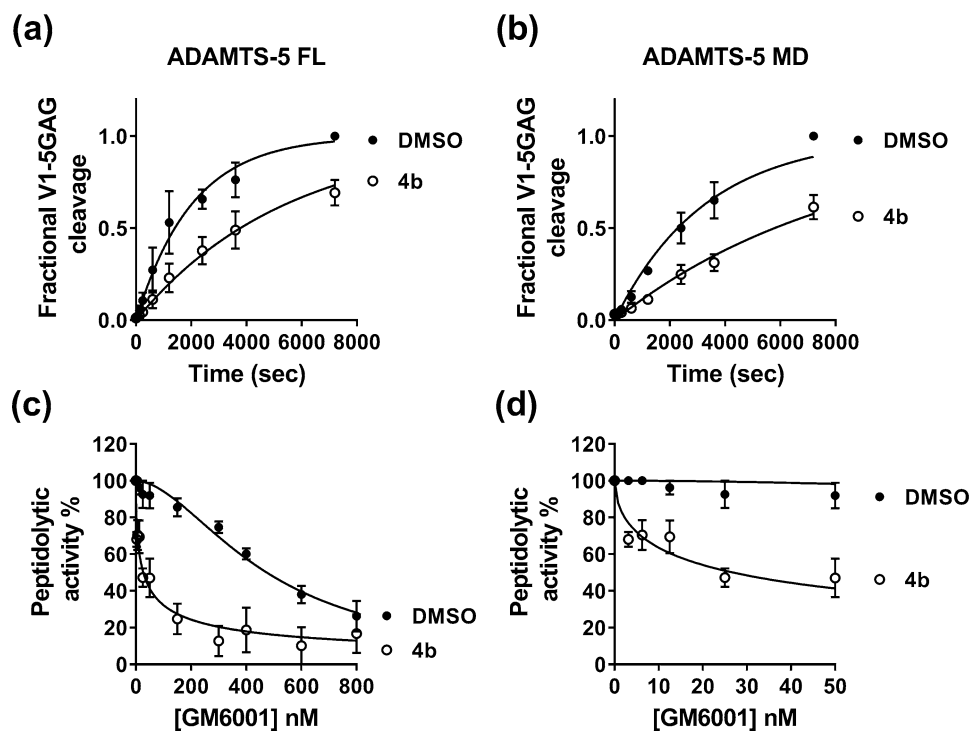 (a)
ADAMTS-5 FL
Fractional V1-5GAG
cleavage
1.0
0.5
0.0
0 2000 4000 6000 8000
Time (sec)
DMSO
4b
(b)
ADAMTS-5 MD
Fractional V1-5GAG
cleavage
1.0
0.5
0.0
0 2000 4000 6000 8000
Time (sec)
DMSO
4b
(c)
Peptidolytic
activity %
120
100
80
60
40
20
0
0 200 400 600 800
[GM6001] nM
DMSO
4b
(d)
Peptidolytic
activity %
120
100
80
60
40
20
0
0 10 20 30 40 50
[GM6001] nM
DMSO
4b